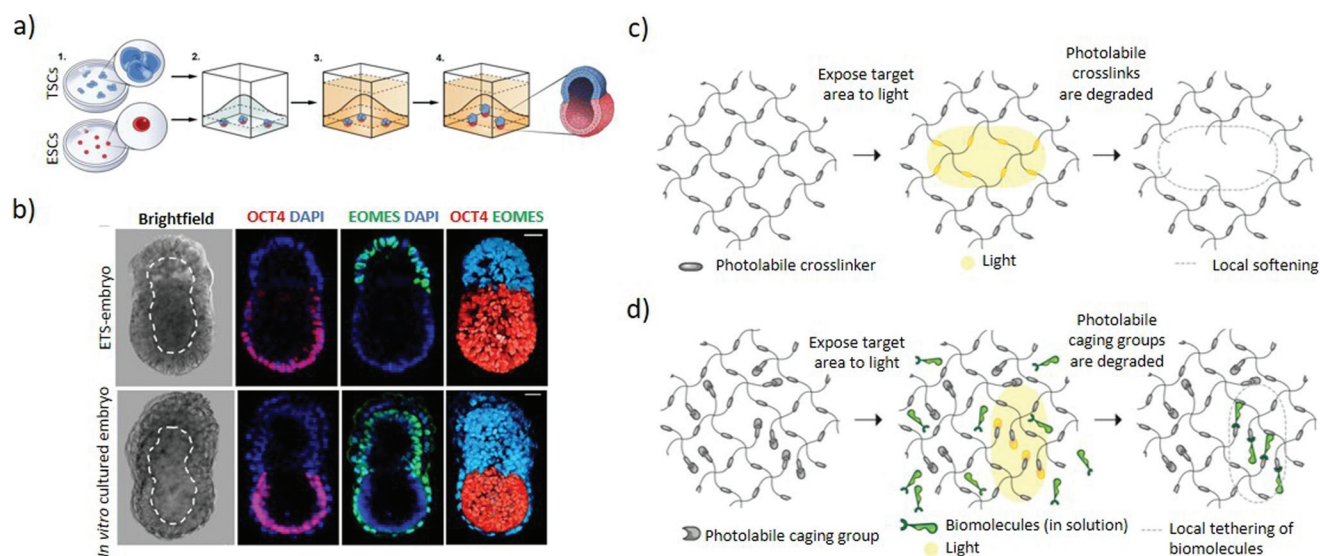 a)
1.
2.
3.
4.
TSCs
ESCs
b)
Brightfield
OCT4 DAPI
EOMES DAPI
OCT4 EOMES
ETS-embryo
In vitro cultured embryo
c)
Expose target
area to light
Photolabile
crosslinks
are degraded
Photolabile crosslinker
Light
Local softening
d)
Expose target
area to light
Photolabile
caging groups
are degraded
Photolabile caging group
Biomolecules (in solution)
Light
Local tethering of
biomolecules